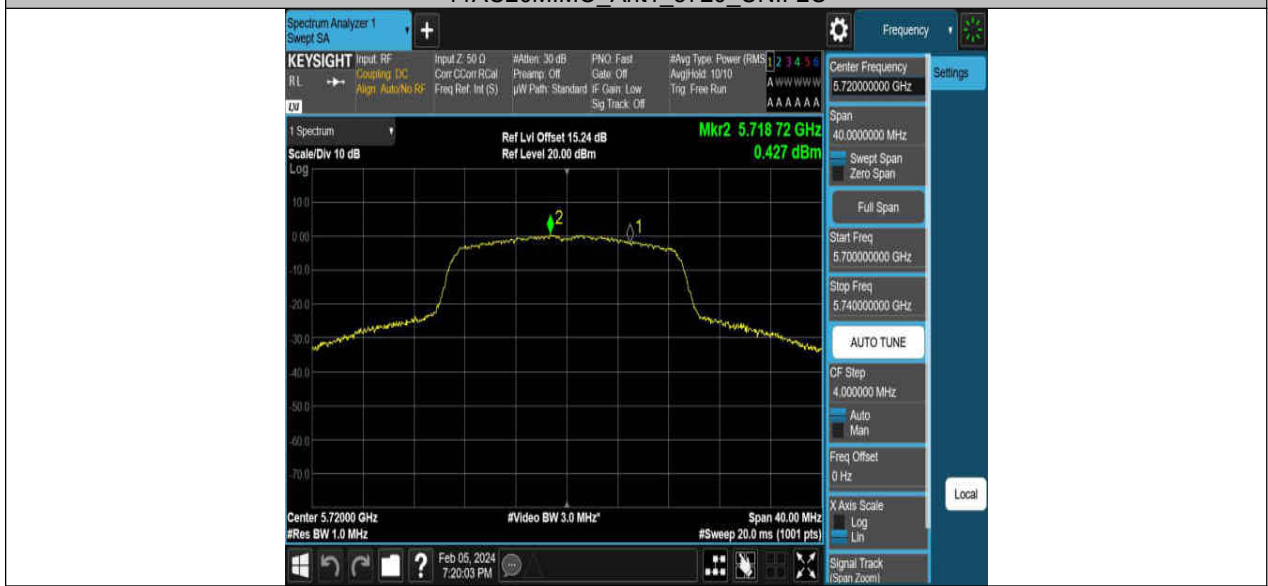 Spectrum Analyzer 1
Swept SA
+
Frequency
KEYSIGHT
RL
LXI
Input: RF
Coupling: DC
Align: Auto/No RF
Input Z: 50 Ω
Corr CCorr RCal
Freq Ref: Int (S)
#Atten: 30 dB
Preamp: Off
µW Path: Standard
PNO: Fast
Gate: Off
IF Gain: Low
Sig Track: Off
#Avg Type: Power (RMS
Avg|Hold: 10/10
Trig: Free Run
1 2 3 4 5 6
A W W W W W
A A A A A A
1 Spectrum
Scale/Div 10 dB
Log
Ref Lvl Offset 15.24 dB
Ref Level 20.00 dBm
Mkr2 5.718 72 GHz
0.427 dBm
10.0
0.00
-10.0
-20.0
-30.0
-40.0
-50.0
-60.0
-70.0
2
1
Center 5.72000 GHz
#Res BW 1.0 MHz
#Video BW 3.0 MHz*
Span 40.00 MHz
#Sweep 20.0 ms (1001 pts)
Feb 05, 2024
7:20:03 PM
?
Center Frequency
5.720000000 GHz
Settings
Span
40.0000000 MHz
Swept Span
Zero Span
Full Span
Start Freq
5.700000000 GHz
Stop Freq
5.740000000 GHz
AUTO TUNE
CF Step
4.000000 MHz
Auto
Man
Freq Offset
0 Hz
X Axis Scale
Log
Lin
Local
Signal Track
(Span Zoom)